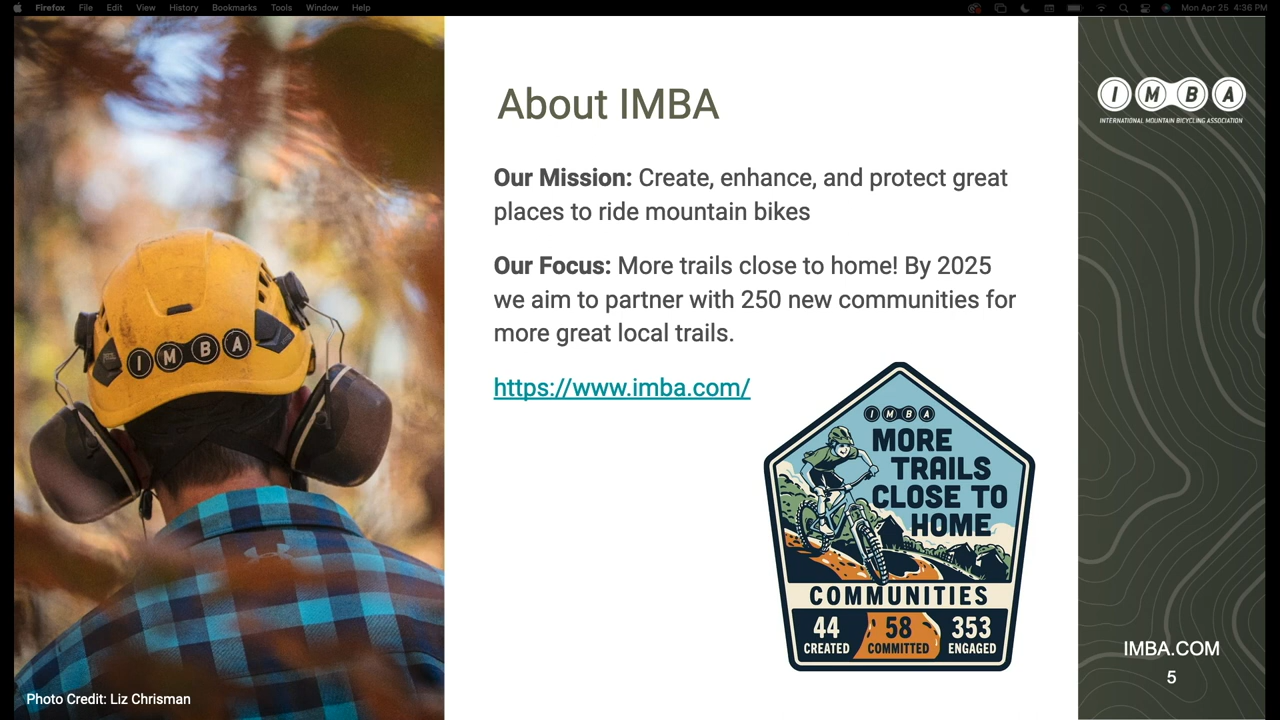 Firefox File Edit View History Bookmarks Tools Window Help
Mon Apr 25 4:36 PM
IMBA
Photo Credit: Liz Chrisman
About IMBA
Our Mission: Create, enhance, and protect great
places to ride mountain bikes
Our Focus: More trails close to home! By 2025
we aim to partner with 250 new communities for
more great local trails.
https://www.imba.com/
IMBA
MORE
TRAILS
CLOSE TO
HOME
COMMUNITIES
44 58 353
CREATED COMMITTED ENGAGED
IMBA
INTERNATIONAL MOUNTAIN BICYCLING ASSOCIATION
IMBA.COM
5